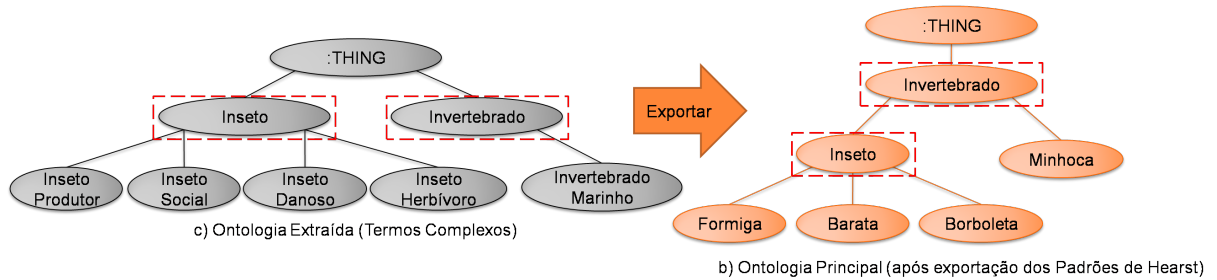 :THING
Inseto
Invertebrado
Inseto
Produtor
Inseto
Social
Inseto
Danoso
Inseto
Herbívoro
Invertebrado
Marinho
c) Ontologia Extraída (Termos Complexos)
Exportar
:THING
Invertebrado
Inseto
Minhoca
Formiga
Barata
Borboleta
b) Ontologia Principal (após exportação dos Padrões de Hearst)